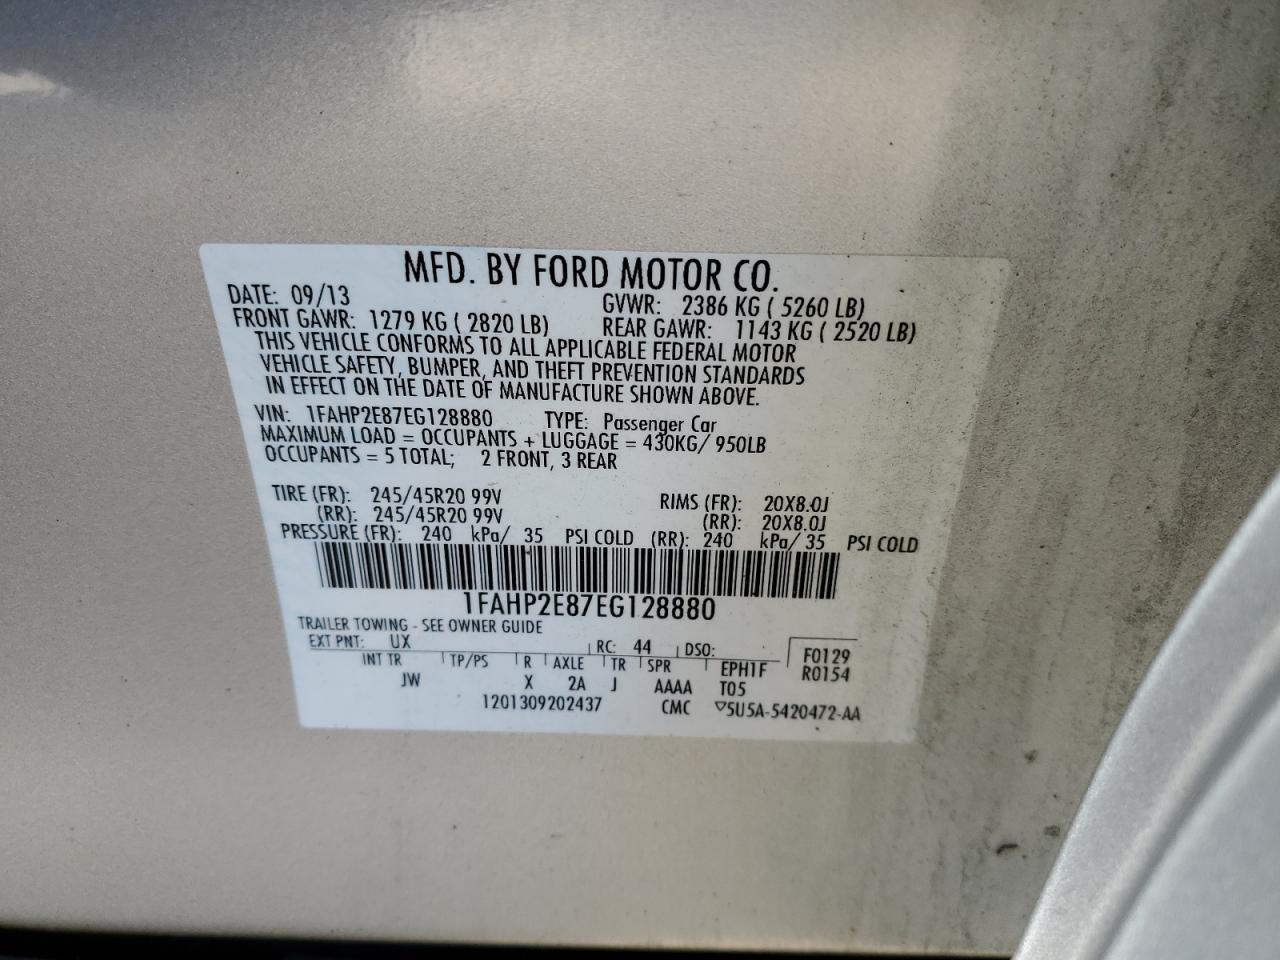 MFD. BY FORD MOTOR CO.
DATE: 09/13 GVWR: 2386 KG ( 5260 LB)
FRONT GAWR: 1279 KG ( 2820 LB) REAR GAWR: 1143 KG ( 2520 LB)
THIS VEHICLE CONFORMS TO ALL APPLICABLE FEDERAL MOTOR
VEHICLE SAFETY, BUMPER, AND THEFT PREVENTION STANDARDS
IN EFFECT ON THE DATE OF MANUFACTURE SHOWN ABOVE.
VIN: 1FAHP2E87EG128880 TYPE: Passenger Car
MAXIMUM LOAD = OCCUPANTS + LUGGAGE = 430KG/ 950LB
OCCUPANTS = 5 TOTAL; 2 FRONT, 3 REAR
TIRE (FR): 245/45R20 99V RIMS (FR): 20X8.0J
(RR): 245/45R20 99V (RR): 20X8.0J
PRESSURE (FR): 240 kPa/ 35 PSI COLD (RR): 240 kPa/ 35 PSI COLD
1FAHP2E87EG128880
TRAILER TOWING - SEE OWNER GUIDE
EXT PNT: UX RC: 44 DSO: F0129
INT TR TP/PS R AXLE TR SPR EPH1F R0154
JW X 2A J AAAA T05
1201309202437 CMC ▽5U5A-5420472-AA